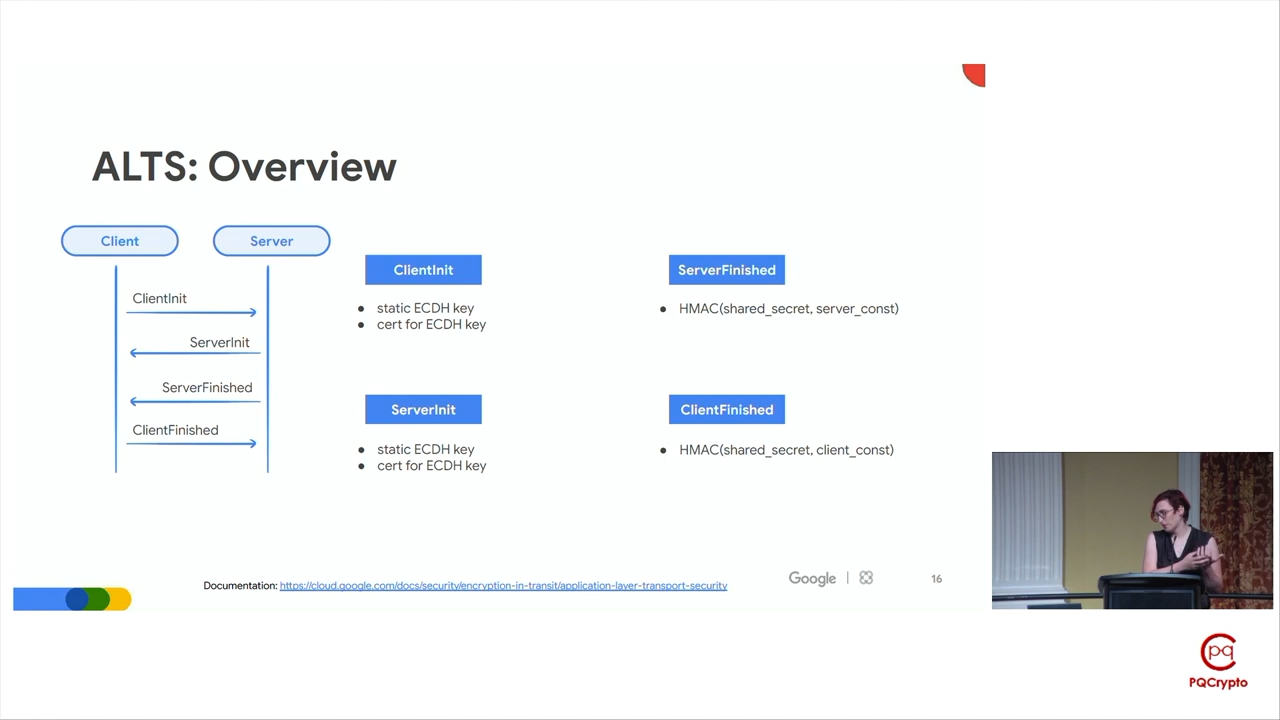 ALTS: Overview
Client
Server
ClientInit
ServerInit
ServerFinished
ClientFinished
ClientInit
static ECDH key
cert for ECDH key
ServerInit
static ECDH key
cert for ECDH key
ServerFinished
HMAC(shared_secret, server_const)
ClientFinished
HMAC(shared_secret, client_const)
Documentation: https://cloud.google.com/docs/security/encryption-in-transit/application-layer-transport-security
Google
16
pq
PQCrypto